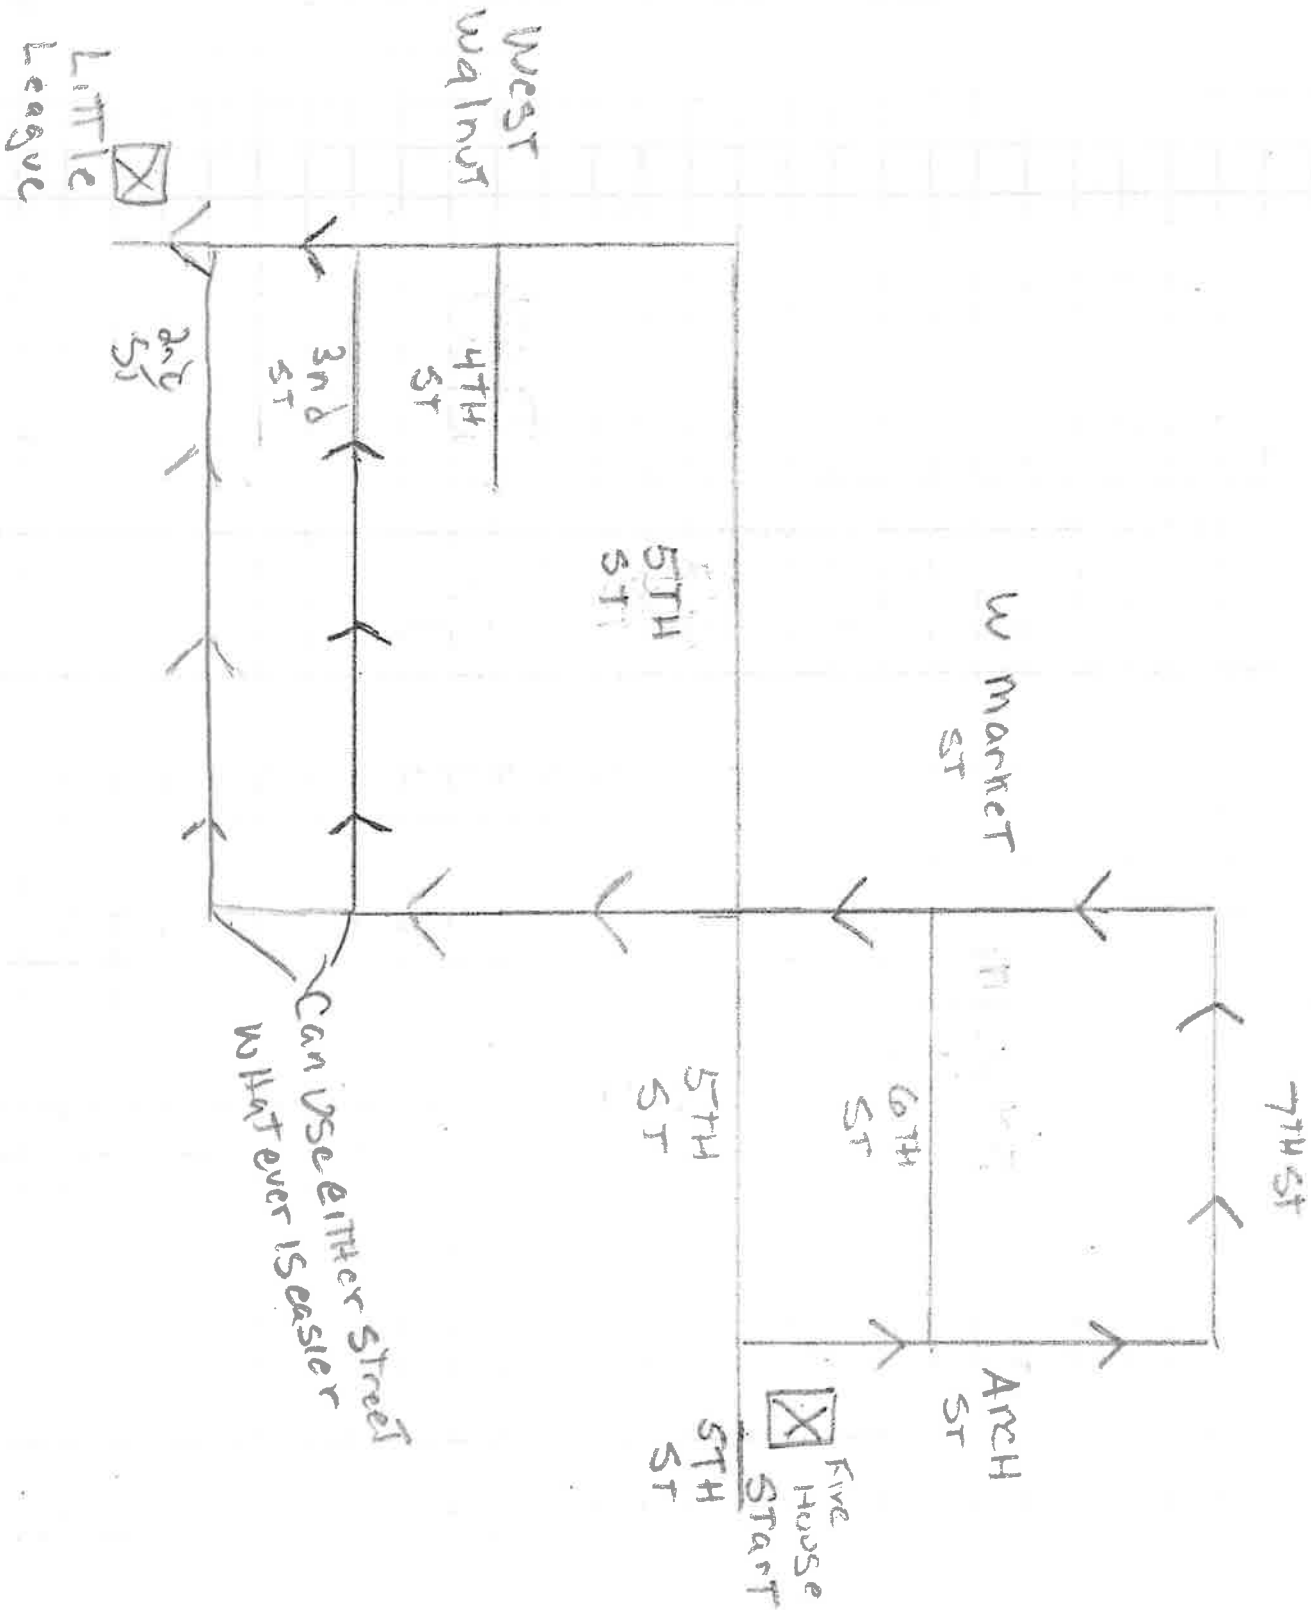 7TH ST
W MarkeT
ST
ArcH
ST
6TH
ST
Fire
House
STarT
5TH
ST
5TH
ST
5TH
ST
West
Walnut
4TH
ST
3nd
ST
2nd
ST
Can use eitHer STreeT
WHatever is easier
LiTTle
League